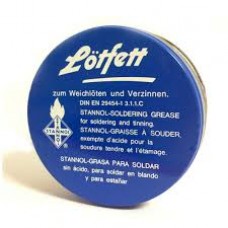 Lötfett
zum Weichlöten und Verzinnen.
DIN EN 29454-1 3.1.1.C
STANNOL-SOLDERING GREASE
for soldering and tinning
STANNOL-GRAISSE À SOUDER,
exempte d'acide pour la
soudure tendre et l'étamage.
STANNOL
STANNOL-GRASA PARA SOLDAR
sin ácido, para soldar en blando
y para estañar